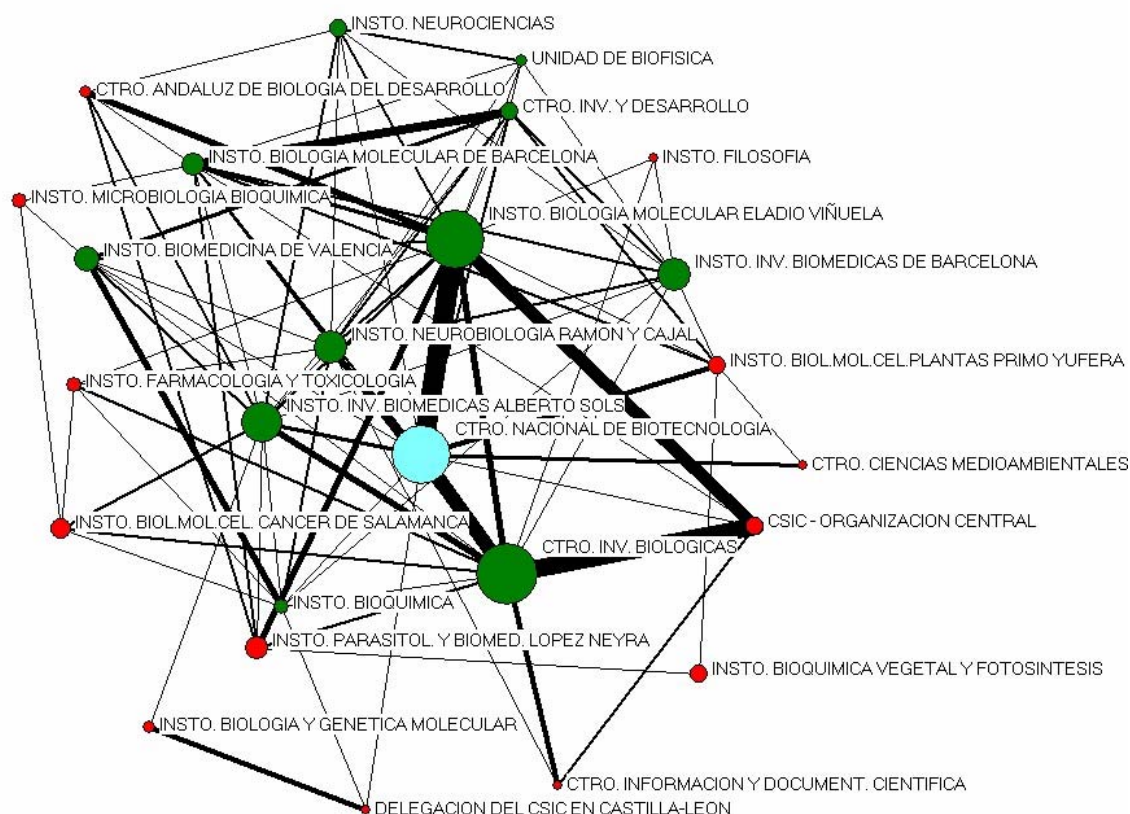 INSTO. NEUROCIENCIAS
UNIDAD DE BIOFISICA
CTRO. ANDALUZ DE BIOLOGIA DEL DESARROLLO
CTRO. INV. Y DESARROLLO
INSTO. BIOLOGIA MOLECULAR DE BARCELONA
INSTO. FILOSOFIA
INSTO. MICROBIOLOGIA BIOQUIMICA
INSTO. BIOLOGIA MOLECULAR ELADIO VIÑUELA
INSTO. BIOMEDICINA DE VALENCIA
INSTO. INV. BIOMEDICAS DE BARCELONA
INSTO. NEUROBIOLOGIA RAMON Y CAJAL
INSTO. BIOL.MOL.CEL.PLANTAS PRIMO YUFERA
INSTO. FARMACOLOGIA Y TOXICOLOGIA
INSTO. INV. BIOMEDICAS ALBERTO SOLS
CTRO. NACIONAL DE BIOTECNOLOGIA
CTRO. CIENCIAS MEDIOAMBIENTALES
INSTO. BIOL.MOL.CEL. CANCER DE SALAMANCA
CSIC - ORGANIZACION CENTRAL
CTRO. INV. BIOLOGICAS
INSTO. BIOQUIMICA
INSTO. PARASITOL. Y BIOMED. LOPEZ NEYRA
INSTO. BIOQUIMICA VEGETAL Y FOTOSINTESIS
INSTO. BIOLOGIA Y GENETICA MOLECULAR
CTRO. INFORMACION Y DOCUMENT. CIENTIFICA
DELEGACION DEL CSIC EN CASTILLA-LEON